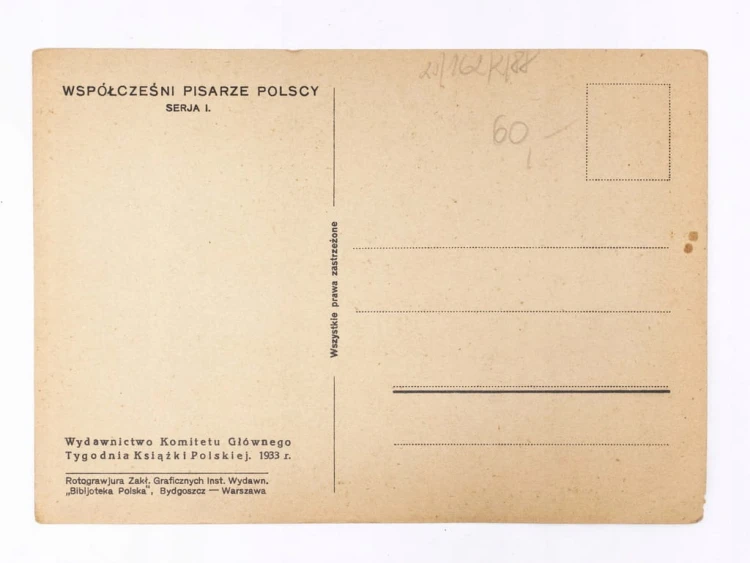 WSPÓŁCZEŚNI PISARZE POLSCY
SERJA I.
60,—
Wszystkie prawa zastrzeżone
Wydawnictwo Komitetu Głównego
Tygodnia Książki Polskiej. 1933 r.
Rotograwjura Zakł. Graficznych Inst. Wydawn.
„Bibljoteka Polska", Bydgoszcz — Warszawa